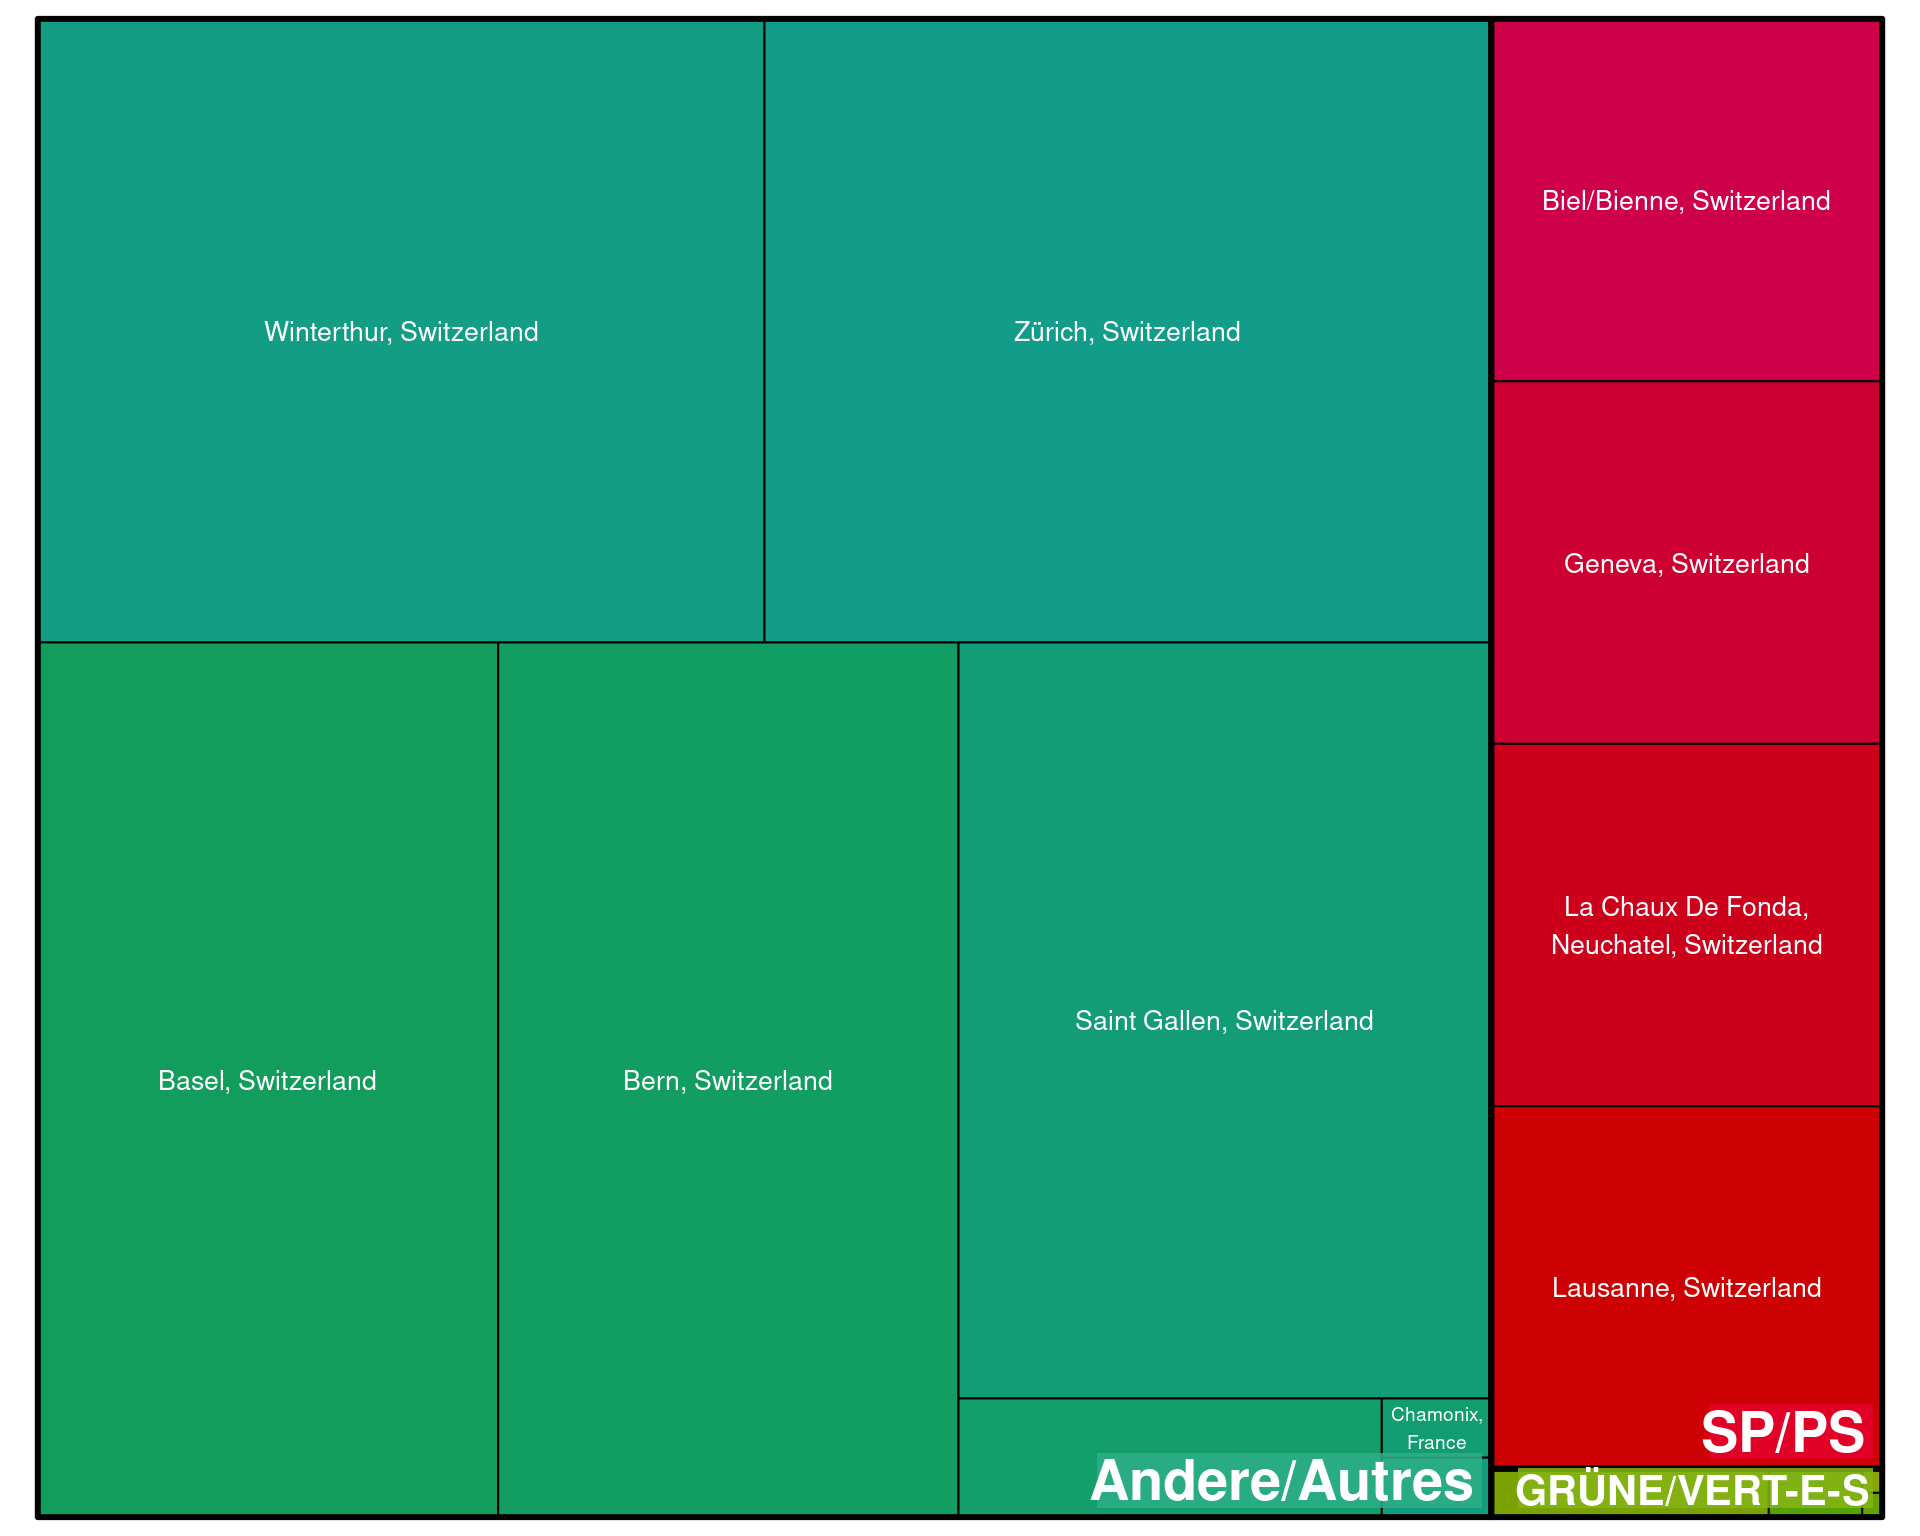 Winterthur, Switzerland
Zürich, Switzerland
Biel/Bienne, Switzerland
Geneva, Switzerland
La Chaux De Fonda,
Neuchatel, Switzerland
Basel, Switzerland
Bern, Switzerland
Saint Gallen, Switzerland
Lausanne, Switzerland
Chamonix,
France
SP/PS
Andere/Autres
GRÜNE/VERT-E-S